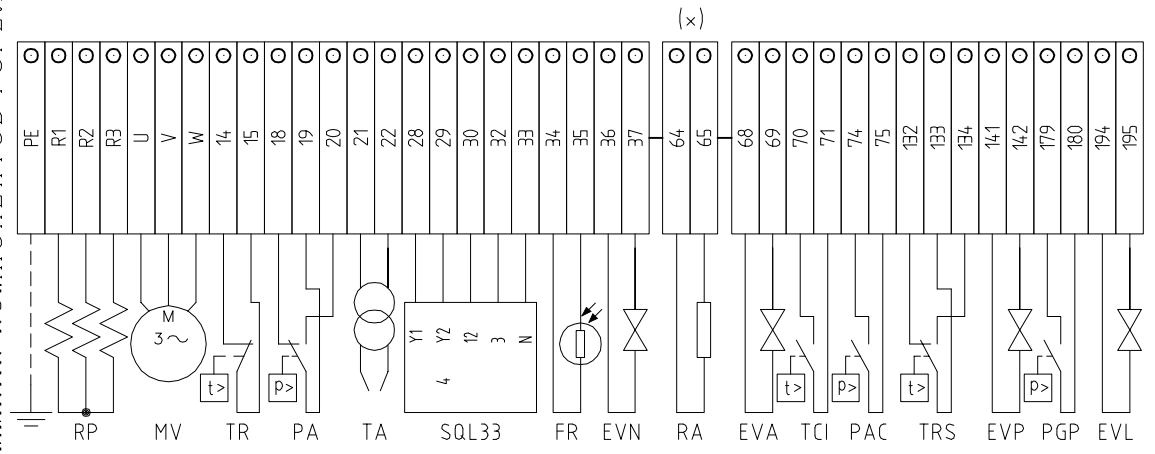 (x)
PE R1 R2 R3 U V W 14 15 18 19 20 21 22 28 29 30 32 33 34 35 36 37 64 65 68 69 70 71 74 75 132 133 134 141 142 179 180 194 195
M
3~
Y1 Y2 12 3 N
4
t> p> t> p> t> p>
RP MV TR PA TA SQL33 FR EVN RA EVA TCI PAC TRS EVP PGP EVL